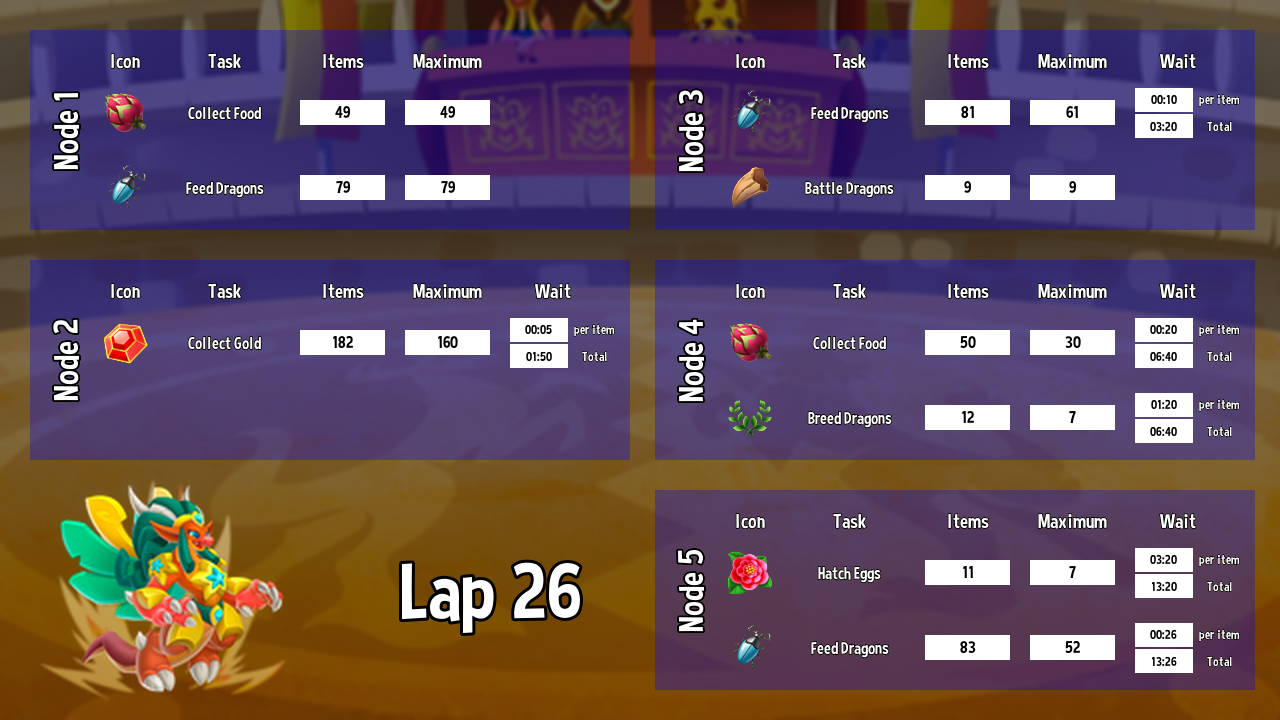 Node 1
Icon Task Items Maximum
Collect Food 49 49
Feed Dragons 79 79
Node 2
Icon Task Items Maximum Wait
Collect Gold 182 160 00:05 per item
01:50 Total
Node 3
Icon Task Items Maximum Wait
Feed Dragons 81 61 00:10 per item
03:20 Total
Battle Dragons 9 9
Node 4
Icon Task Items Maximum Wait
Collect Food 50 30 00:20 per item
06:40 Total
Breed Dragons 12 7 01:20 per item
06:40 Total
Node 5
Icon Task Items Maximum Wait
Hatch Eggs 11 7 03:20 per item
13:20 Total
Feed Dragons 83 52 00:26 per item
13:26 Total
Lap 26